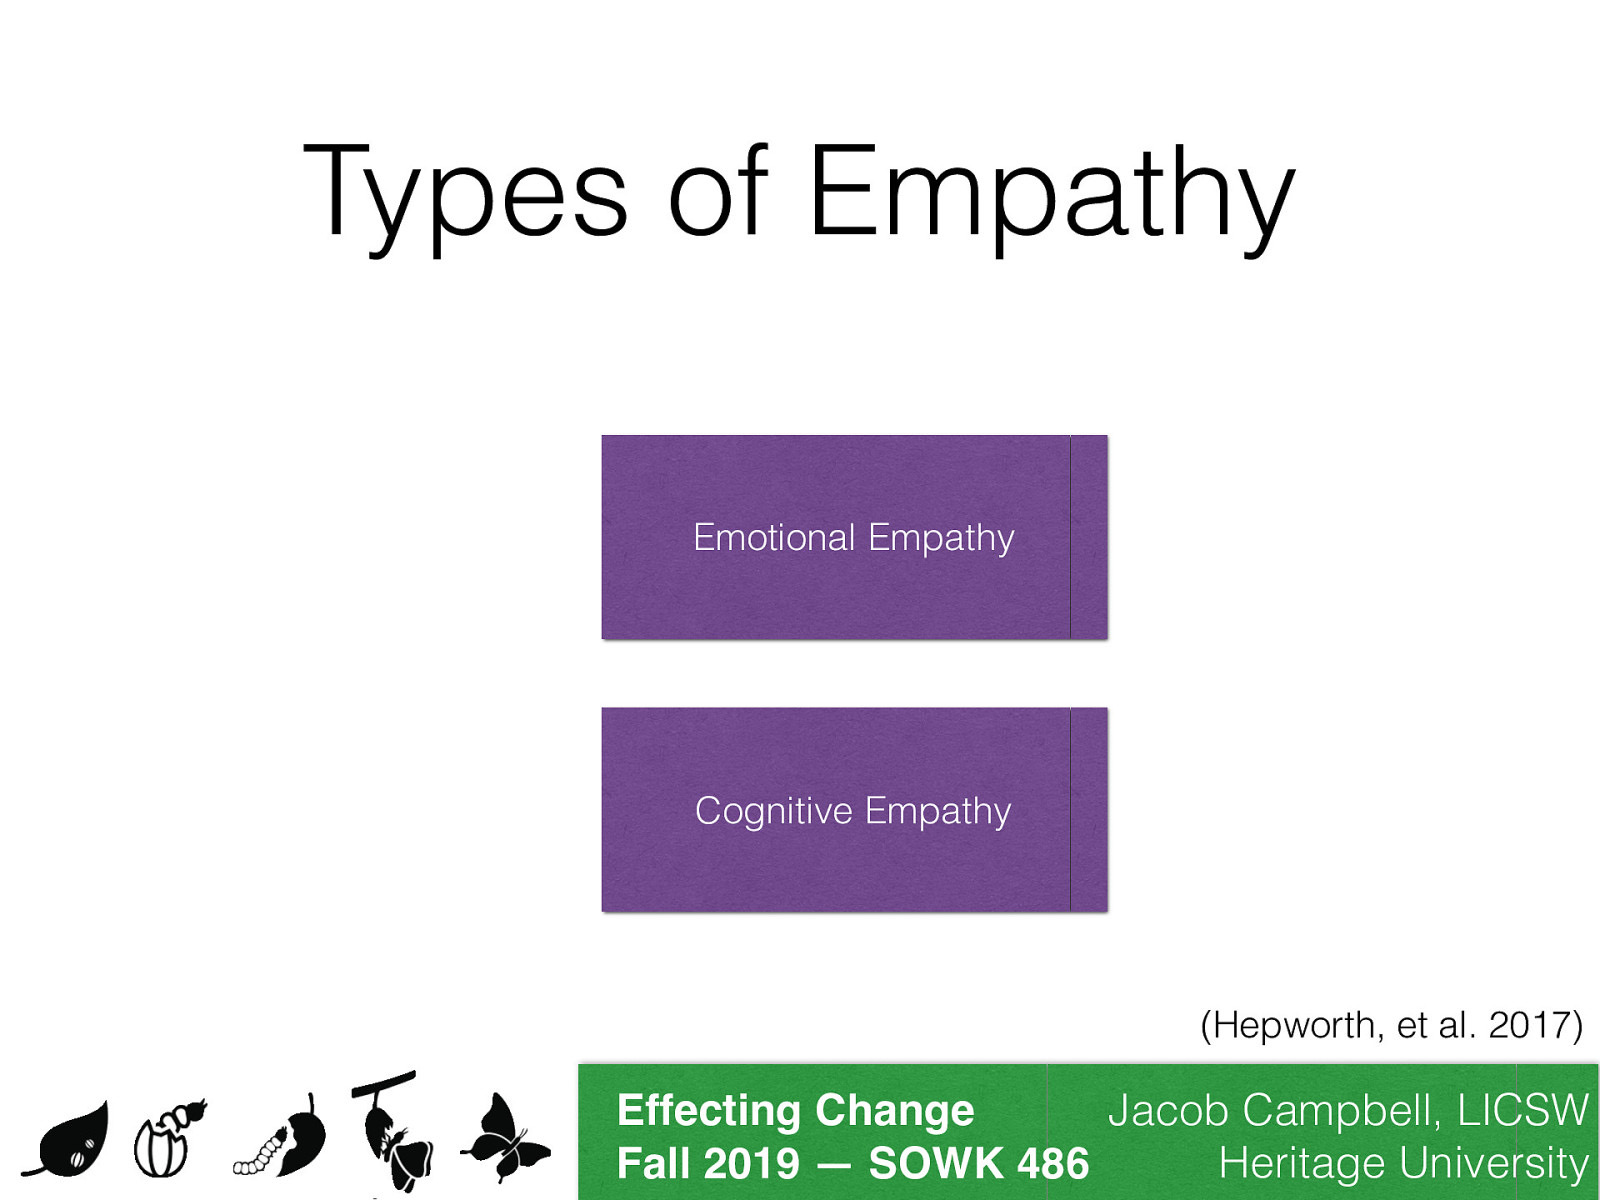 Types of Empathy
Emotional Empathy
Cognitive Empathy
(Hepworth, et al. 2017)
Effecting Change
Fall 2019 — SOWK 486
Jacob Campbell, LICSW
Heritage University